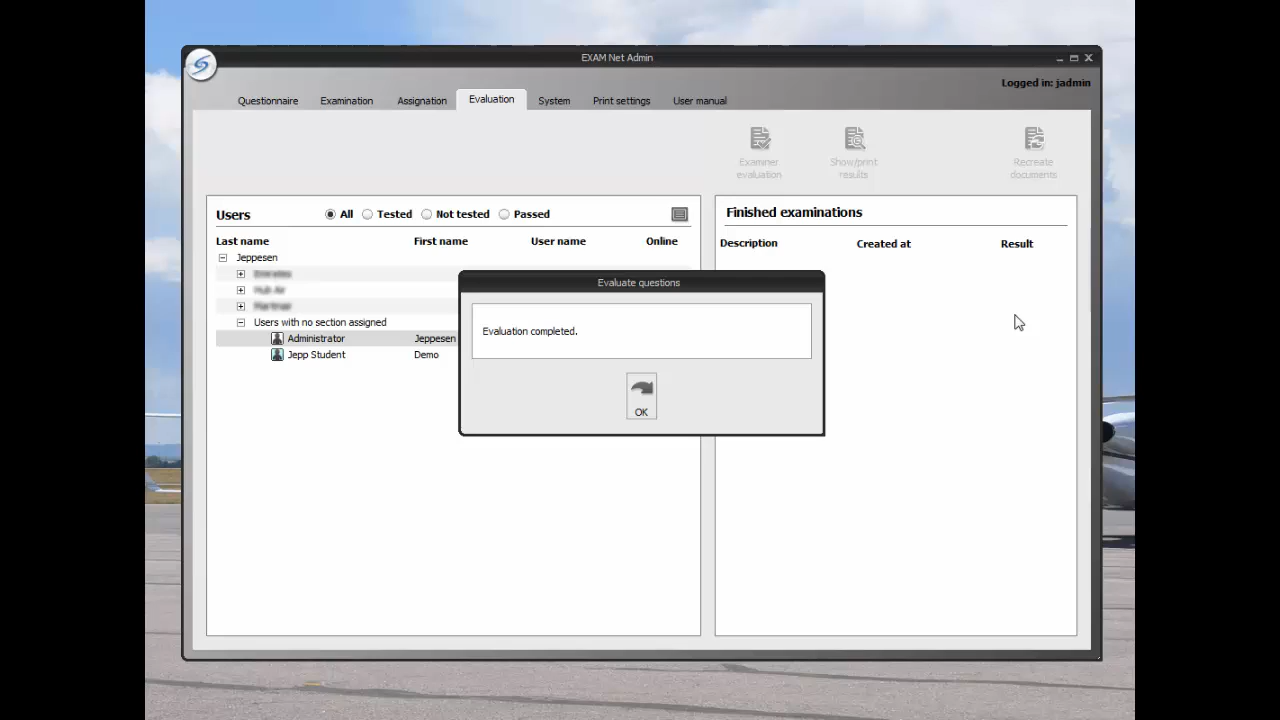 EXAM Net Admin
Logged in: jadmin
Questionnaire Examination Assignation Evaluation System Print settings User manual
Examiner evaluation
Show/print results
Recreate documents
Users All Tested Not tested Passed
Last name First name User name Online
Jeppesen
Users with no section assigned
Administrator Jeppesen
Jepp Student Demo
Finished examinations
Description Created at Result
Evaluate questions
Evaluation completed.
OK